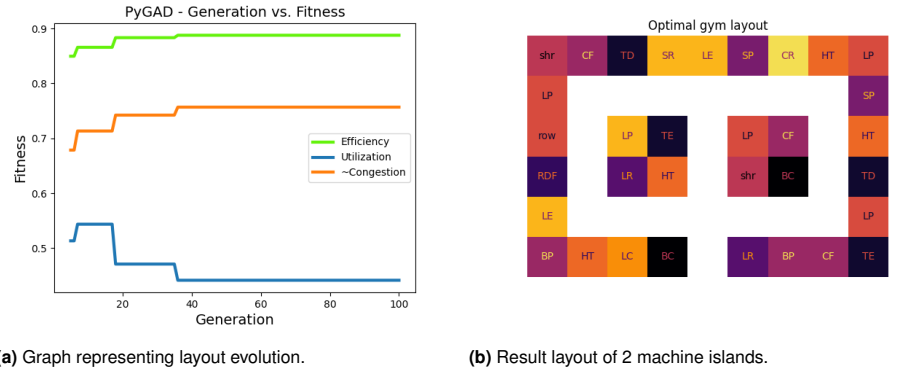 PyGAD - Generation vs. Fitness
0.9
0.8
0.7
0.6
0.5
Fitness
Efficiency
Utilization
~Congestion
20 40 60 80 100
Generation
Optimal gym layout
shr CF TD SR LE SP CR HT LP
LP SP
row LP TE LP CF HT
RDF LR HT shr BC TD
LE LP
BP HT LC BC LR BP CF TE
(a) Graph representing layout evolution.
(b) Result layout of 2 machine islands.